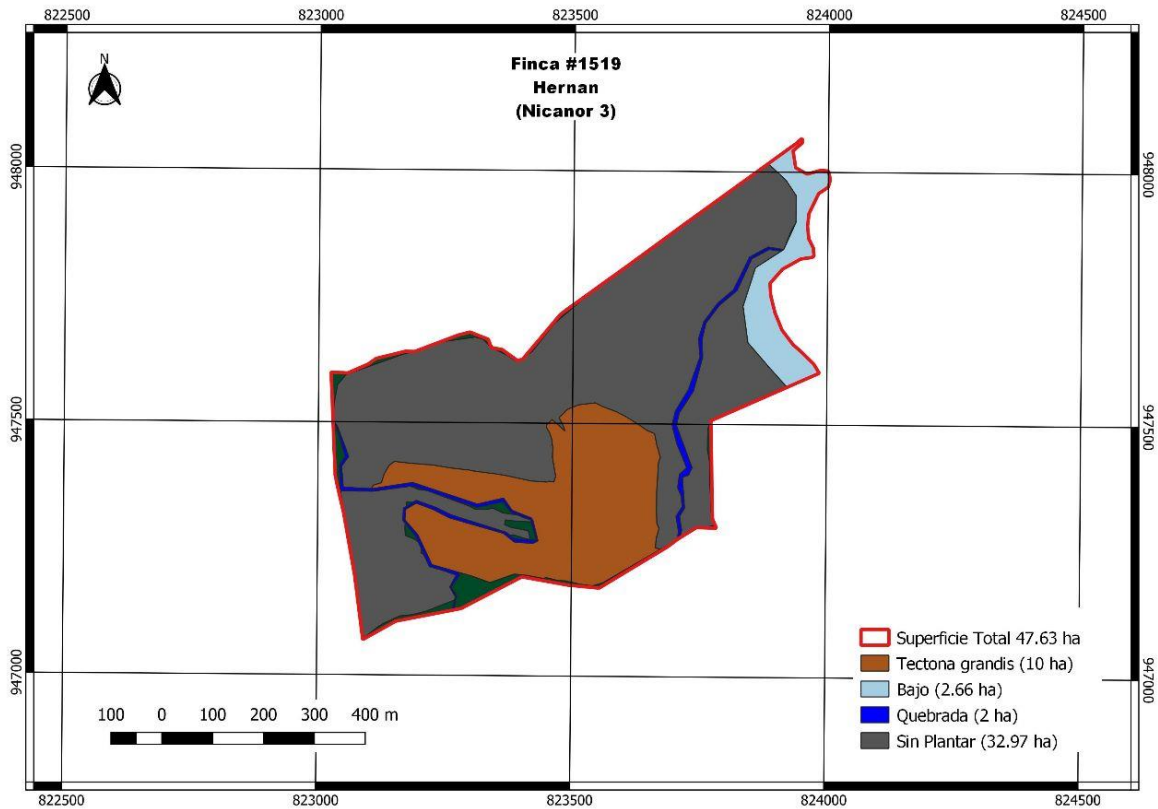 822500 823000 823500 824000 824500
N
Finca #1519
Hernan
(Nicanor 3)
948000 948000
947500 947500
947000 947000
Superficie Total 47.63 ha
Tectona grandis (10 ha)
Bajo (2.66 ha)
Quebrada (2 ha)
Sin Plantar (32.97 ha)
100 0 100 200 300 400 m
822500 823000 823500 824000 824500